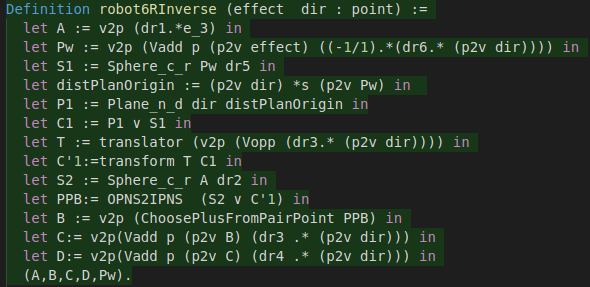 Definition robot6RInverse (effect  dir : point) :=
let A := v2p (dr1.*e_3) in
let Pw := v2p (Vadd p (p2v effect) ((-1/1).*(dr6.* (p2v dir)))) in
let S1 := Sphere_c_r Pw dr5 in
let distPlanOrigin := (p2v dir) *s (p2v Pw) in
let P1 := Plane_n_d dir distPlanOrigin in
let C1 := P1 ∨ S1 in
let T := translator (v2p (Vopp (dr3.* (p2v dir)))) in
let C'1:=transform T C1 in
let S2 := Sphere_c_r A dr2 in
let PPB:= OPNS2IPNS  (S2 ∨ C'1) in
let B := v2p (ChoosePlusFromPairPoint PPB) in
let C:= v2p(Vadd p (p2v B) (dr3 .* (p2v dir))) in
let D:= v2p(Vadd p (p2v C) (dr4 .* (p2v dir))) in
(A,B,C,D,Pw).